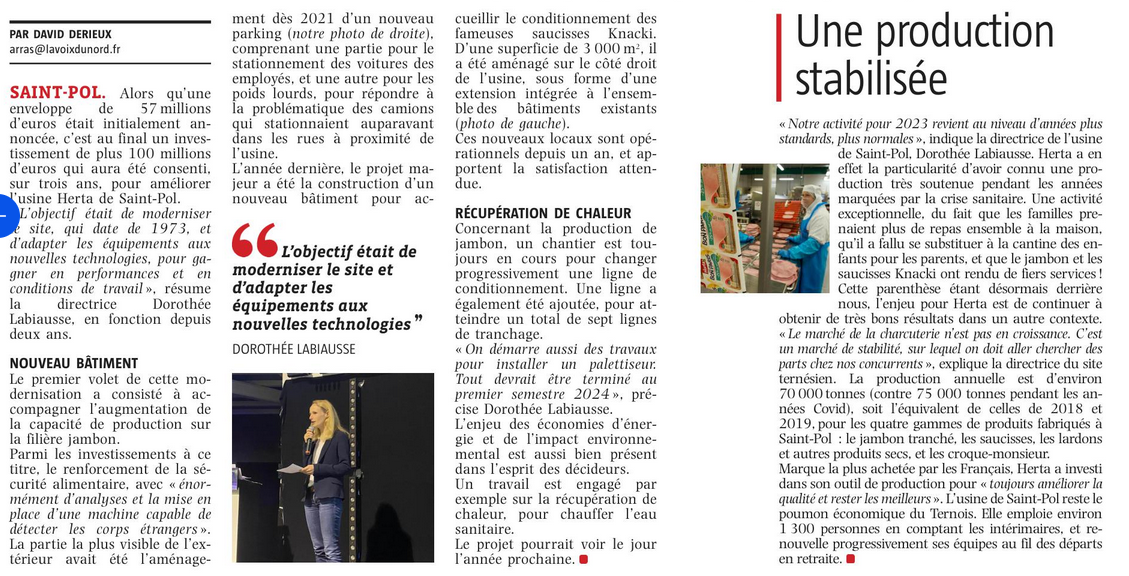 PAR DAVID DERIEUX
arras@lavoixdunord.fr
SAINT-POL. Alors qu'une
enveloppe de 57 millions
d'euros était initialement an-
noncée, c'est au final un inves-
tissement de plus 100 millions
d'euros qui aura été consenti,
sur trois ans, pour améliorer
l'usine Herta de Saint-Pol.
L'objectif était de moderniser
le site, qui date de 1973, et
d'adapter les équipements aux
nouvelles technologies, pour ga-
gner en performances et en
conditions de travail », résume
la directrice Dorothée
Labiausse, en fonction depuis
deux ans.
NOUVEAU BÂTIMENT
Le premier volet de cette mo-
dernisation a consisté à ac-
compagner l'augmentation de
la capacité de production sur
la filière jambon.
Parmi les investissements à ce
titre, le renforcement de la sé-
curité alimentaire, avec « énor-
mément d'analyses et la mise en
place d'une machine capable de
détecter les corps étrangers ».
La partie la plus visible de l'ex-
térieur avait été l'aménage-
ment dès 2021 d'un nouveau
parking (notre photo de droite),
comprenant une partie pour le
stationnement des voitures des
employés, et une autre pour les
poids lourds, pour répondre à
la problématique des camions
qui stationnaient auparavant
dans les rues à proximité de
l'usine.
L'année dernière, le projet ma-
jeur a été la construction d'un
nouveau bâtiment pour ac-
“ L'objectif était de
moderniser le site et
d'adapter les
équipements aux
nouvelles technologies ”
DOROTHÉE LABIAUSSE
cueillir le conditionnement des
fameuses saucisses Knacki.
D'une superficie de 3 000 m², il
a été aménagé sur le côté droit
de l'usine, sous forme d'une
extension intégrée à l'ensem-
ble des bâtiments existants
(photo de gauche).
Ces nouveaux locaux sont opé-
rationnels depuis un an, et ap-
portent la satisfaction atten-
due.
RÉCUPÉRATION DE CHALEUR
Concernant la production de
jambon, un chantier est tou-
jours en cours pour changer
progressivement une ligne de
conditionnement. Une ligne a
également été ajoutée, pour at-
teindre un total de sept lignes
de tranchage.
« On démarre aussi des travaux
pour installer un palettiseur.
Tout devrait être terminé au
premier semestre 2024 », pré-
cise Dorothée Labiausse.
L'enjeu des économies d'éner-
gie et de l'impact environne-
mental est aussi bien présent
dans l'esprit des décideurs.
Un travail est engagé par
exemple sur la récupération de
chaleur, pour chauffer l'eau
sanitaire.
Le projet pourrait voir le jour
l'année prochaine.
Une production
stabilisée
« Notre activité pour 2023 revient au niveau d'années plus
standards, plus normales », indique la directrice de l'usine
de Saint-Pol, Dorothée Labiausse. Herta a en
effet la particularité d'avoir connu une pro-
duction très soutenue pendant les années
marquées par la crise sanitaire. Une activité
exceptionnelle, du fait que les familles pre-
naient plus de repas ensemble à la maison,
qu'il a fallu se substituer à la cantine des en-
fants pour les parents, et que le jambon et les
saucisses Knacki ont rendu de fiers services !
Cette parenthèse étant désormais derrière
nous, l'enjeu pour Herta est de continuer à
obtenir de très bons résultats dans un autre contexte.
« Le marché de la charcuterie n'est pas en croissance. C'est
un marché de stabilité, sur lequel on doit aller chercher des
parts chez nos concurrents », explique la directrice du site
ternésien. La production annuelle est d'environ
70 000 tonnes (contre 75 000 tonnes pendant les an-
nées Covid), soit l'équivalent de celles de 2018 et
2019, pour les quatre gammes de produits fabriqués à
Saint-Pol : le jambon tranché, les saucisses, les lardons
et autres produits secs, et les croque-monsieur.
Marque la plus achetée par les Français, Herta a investi
dans son outil de production pour « toujours améliorer la
qualité et rester les meilleurs ». L'usine de Saint-Pol reste le
poumon économique du Ternois. Elle emploie environ
1 300 personnes en comptant les intérimaires, et re-
nouvelle progressivement ses équipes au fil des départs
en retraite.